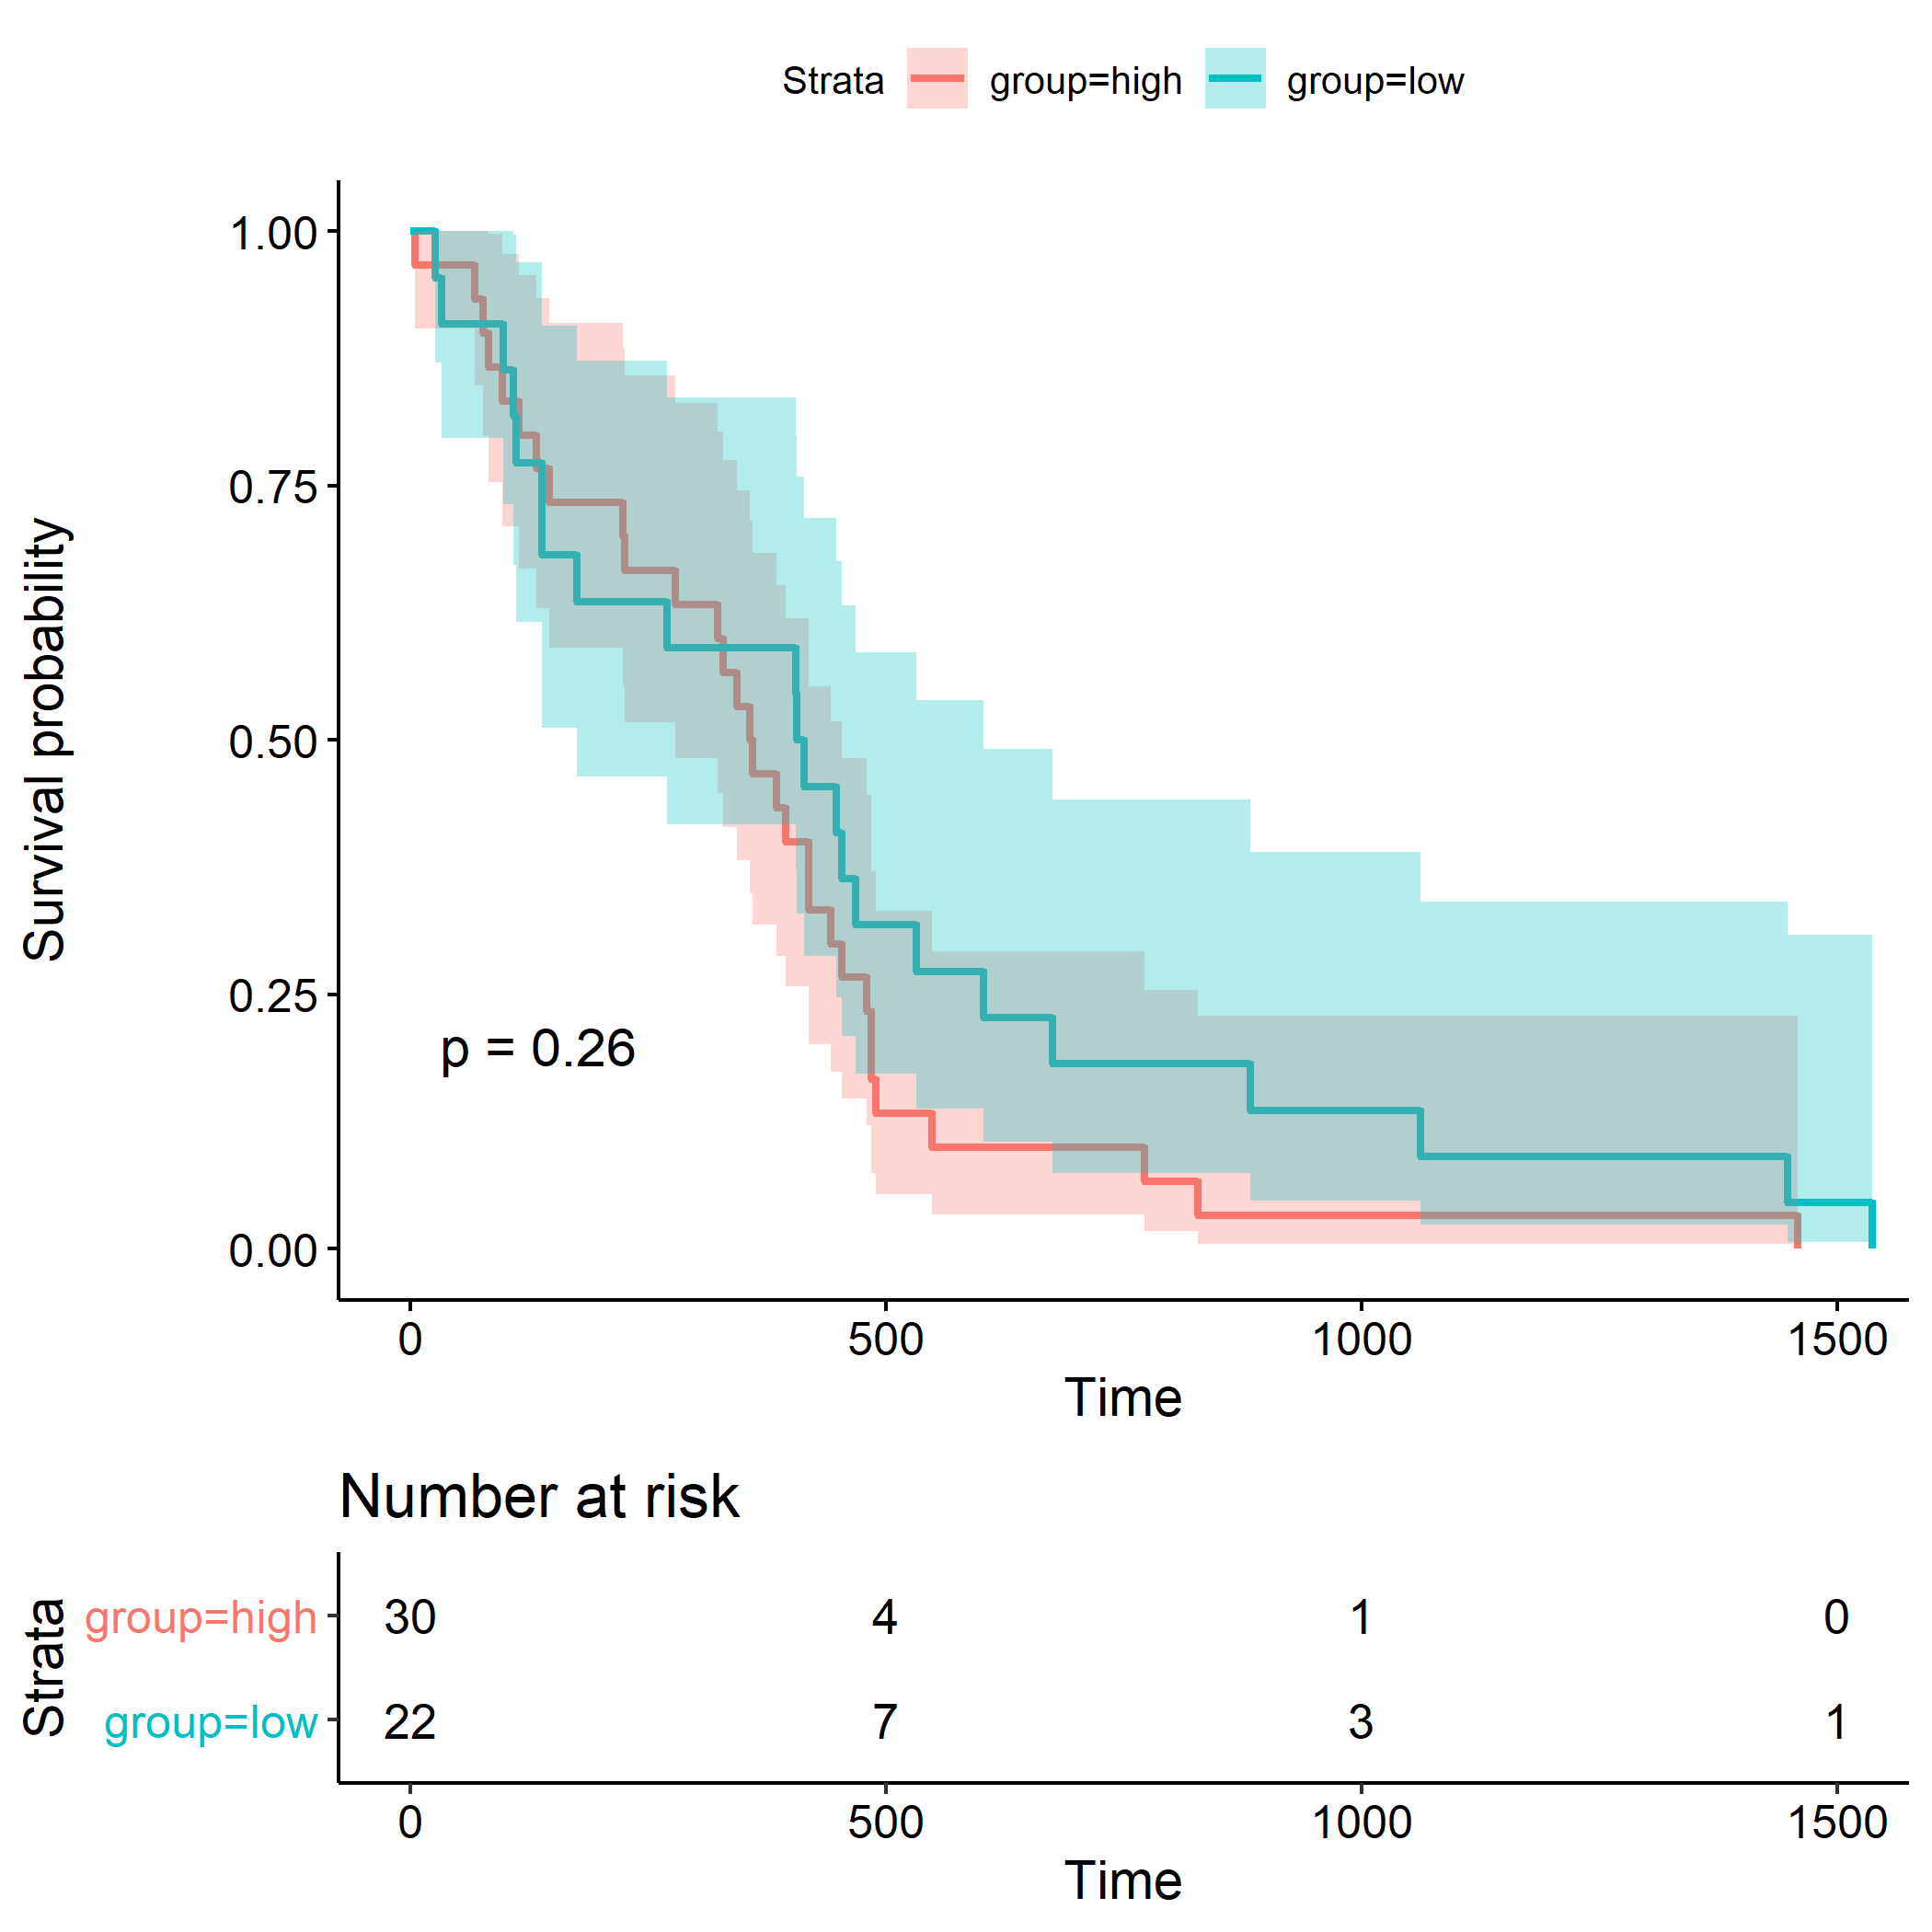 Strata group=high group=low
1.00
0.75
0.50
0.25
0.00
Survival probability
p = 0.26
0 500 1000 1500
Time
Number at risk
Strata
group=high 30 4 1 0
group=low 22 7 3 1
0 500 1000 1500
Time